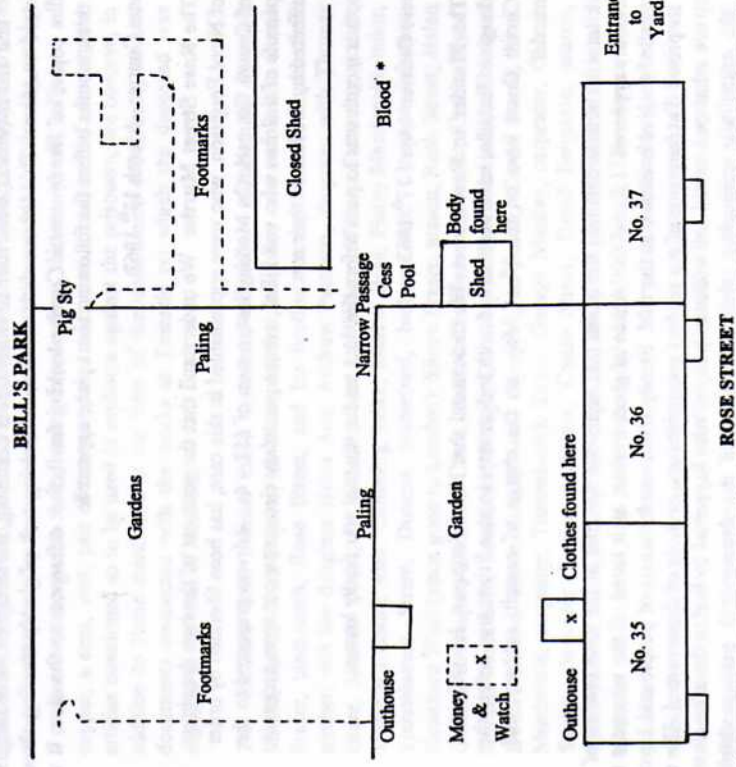 BELL'S PARK
Pig Sty
Footmarks
Footmarks
Gardens
Paling
Closed Shed
Blood *
Paling
Narrow Passage
Cess
Pool
Outhouse
Garden
Shed
Body
found
here
Money
&
Watch
x
Outhouse
x
Clothes found here
No. 35
No. 36
No. 37
Entranc
to
Yard
ROSE STREET